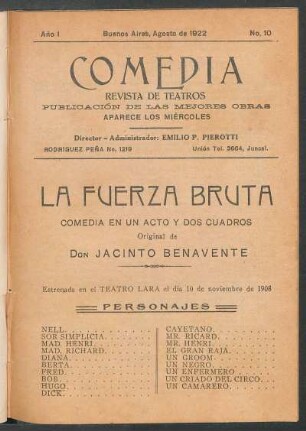 Año I Buenos Aires, Agosto de 1922 No. 10
COMEDIA
REVISTA DE TEATROS
PUBLICACIÓN DE LAS MEJORES OBRAS
APARECE LOS MIÉRCOLES
Director - Administrador: EMILIO P. PIEROTTI
RODRIGUEZ PEÑA No. 1219 Unión Tel. 2664, Juncal.
LA FUERZA BRUTA
COMEDIA EN UN ACTO Y DOS CUADROS
Original de
DON JACINTO BENAVENTE
Estrenada en el TEATRO LARA el día 10 de noviembre de 1908
PERSONAJES
NELL.
SOR SIMPLICIA.
MAD. HENRI.
MAD. RICHARD.
DIANA.
BERTA.
FRED.
BOB.
HUGO.
DICK.
CAYETANO.
MR. RICARD.
MR. HENRI.
EL GRAN RAJÁ.
UN GROOM
UN NEGRO.
UN ENFERMERO
UN CRIADO DEL CIRCO.
UN CAMARERO.